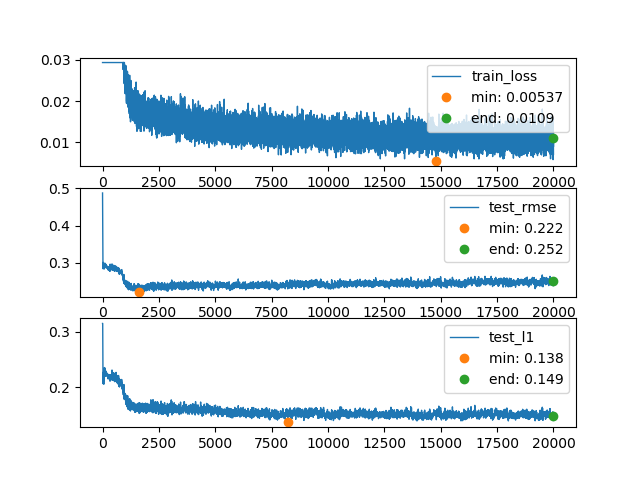 0.03
0.02
0.01
train_loss
min: 0.00537
end: 0.0109
0 2500 5000 7500 10000 12500 15000 17500 20000
0.5
0.4
0.3
test_rmse
min: 0.222
end: 0.252
0 2500 5000 7500 10000 12500 15000 17500 20000
0.3
0.2
test_l1
min: 0.138
end: 0.149
0 2500 5000 7500 10000 12500 15000 17500 20000